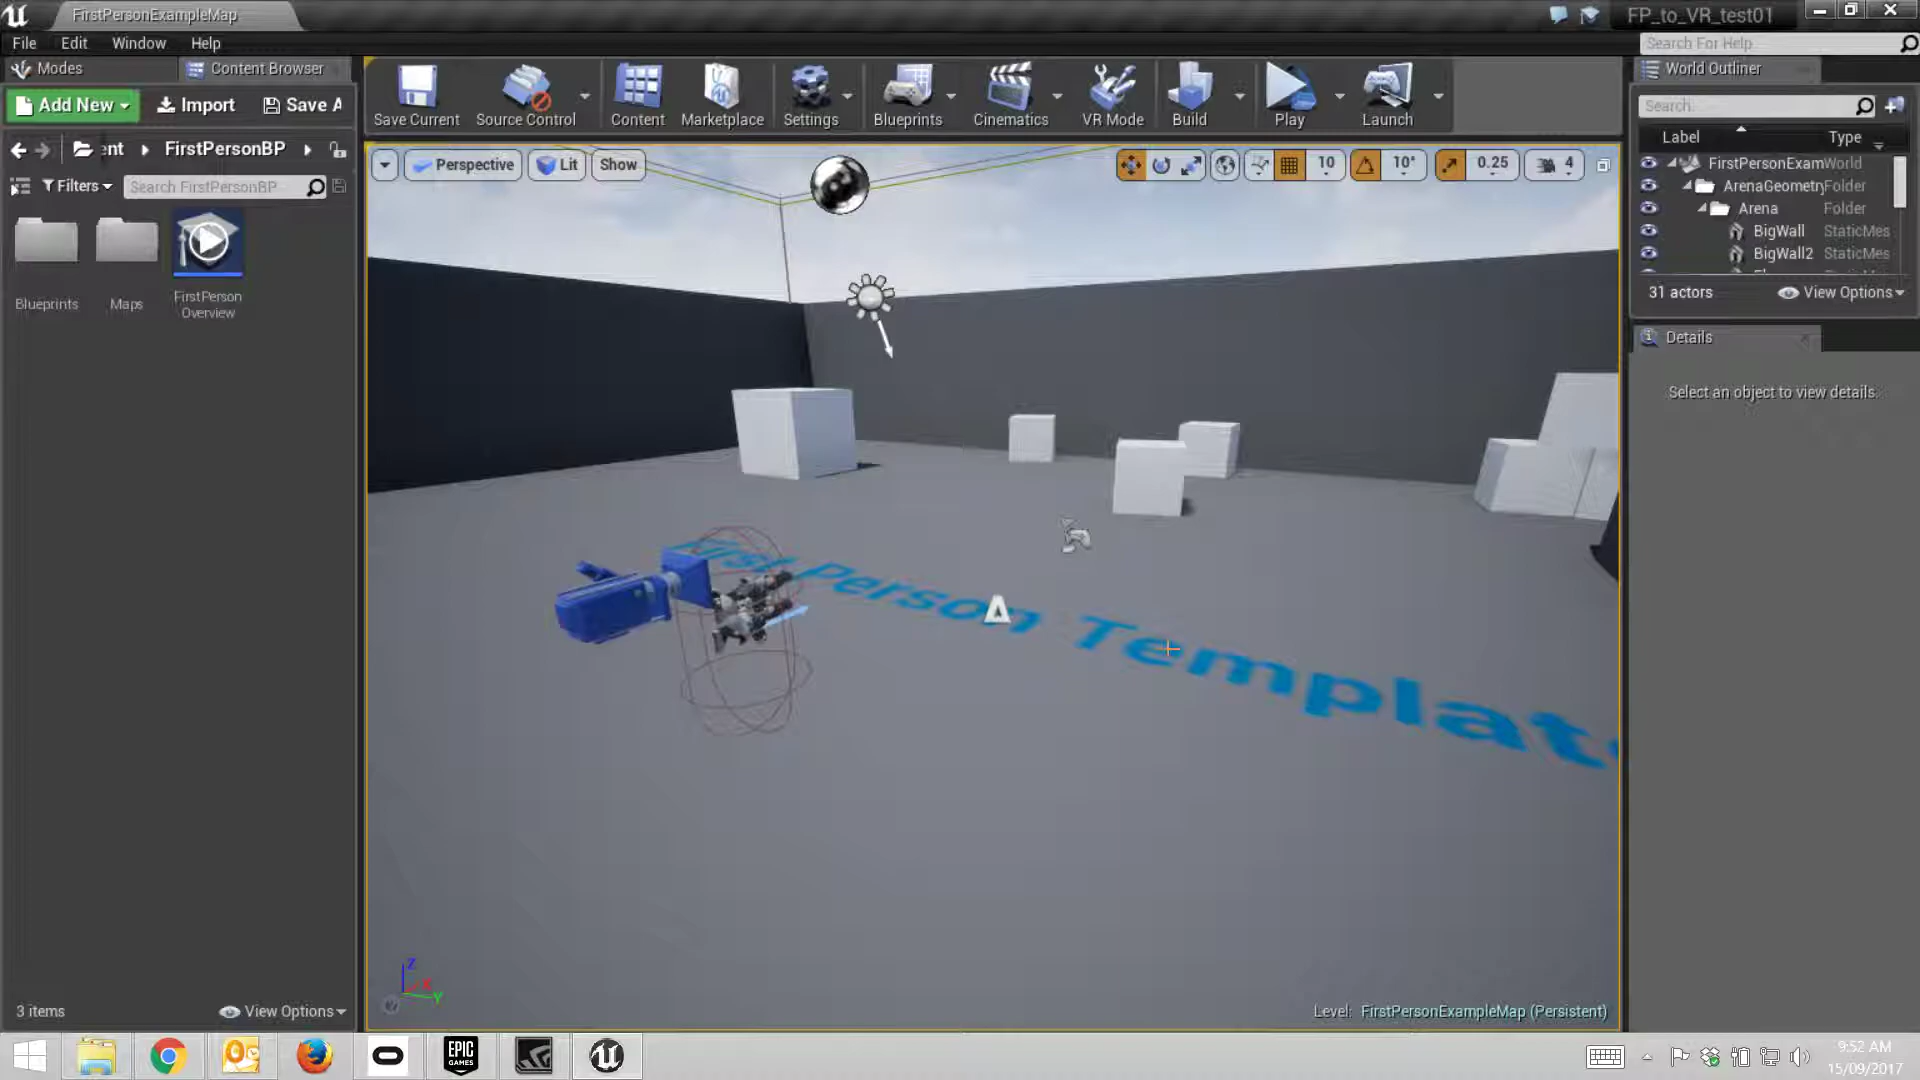 FirstPersonExampleMap
FP_to_VR_test01
File Edit Window Help
Search For Help
Modes
Content Browser
World Outliner
Add New
Import
Save A
Save Current
Source Control
Content
Marketplace
Settings
Blueprints
Cinematics
VR Mode
Build
Play
Launch
Search...
Label
Type
ent
FirstPersonBP
Filters
Search FirstPersonBP
Perspective
Lit
Show
10
10°
0.25
4
FirstPersonExam World
ArenaGeometry Folder
Arena Folder
BigWall StaticMes
BigWall2 StaticMes
31 actors
View Options
Blueprints
Maps
FirstPerson
Overview
Details
Select an object to view details.
First Person Template
Z
X
Y
3 items
View Options
Level: FirstPersonExampleMap (Persistent)
EPIC
GAMES
9:52 AM
15/09/2017